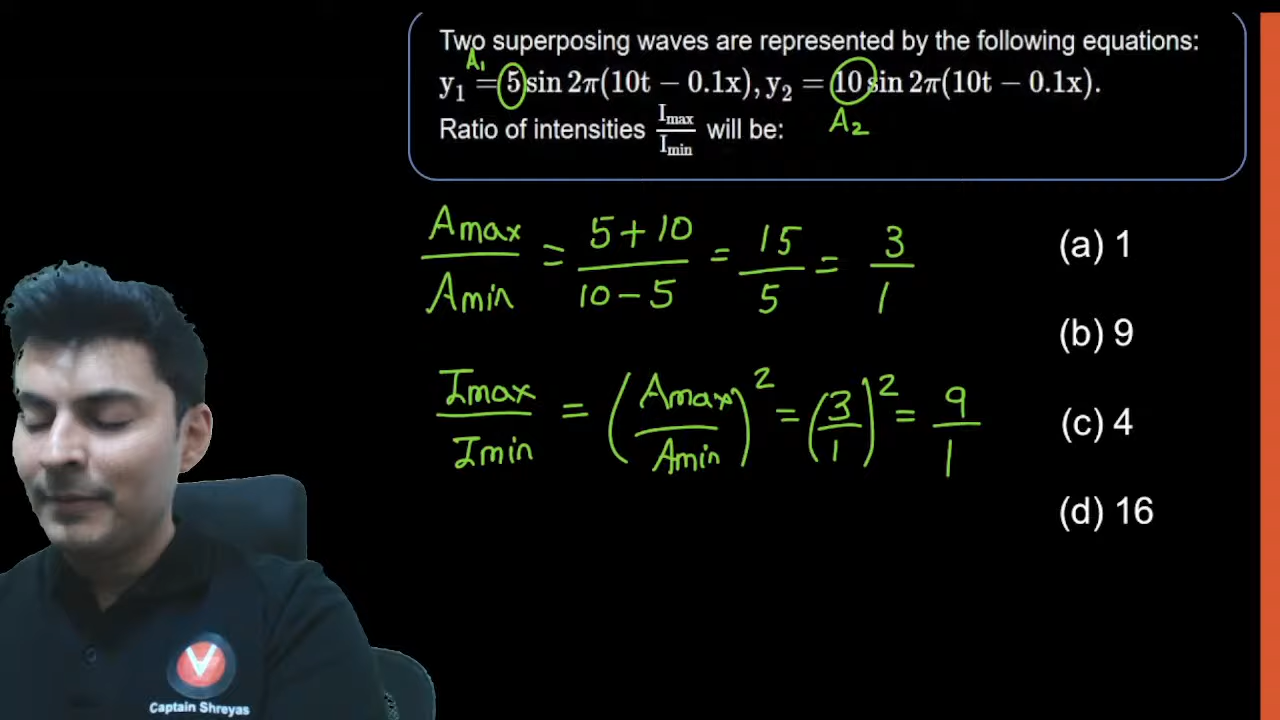 Two superposing waves are represented by the following equations:
A₁
y₁ = 5 sin 2π(10t − 0.1x), y₂ = 10 sin 2π(10t − 0.1x).
A₂
Ratio of intensities I_max/I_min will be:
Amax/Amin = (5+10)/(10−5) = 15/5 = 3/1
Imax/Imin = (Amax/Amin)² = (3/1)² = 9/1
(a) 1
(b) 9
(c) 4
(d) 16
V
Captain Shreyas